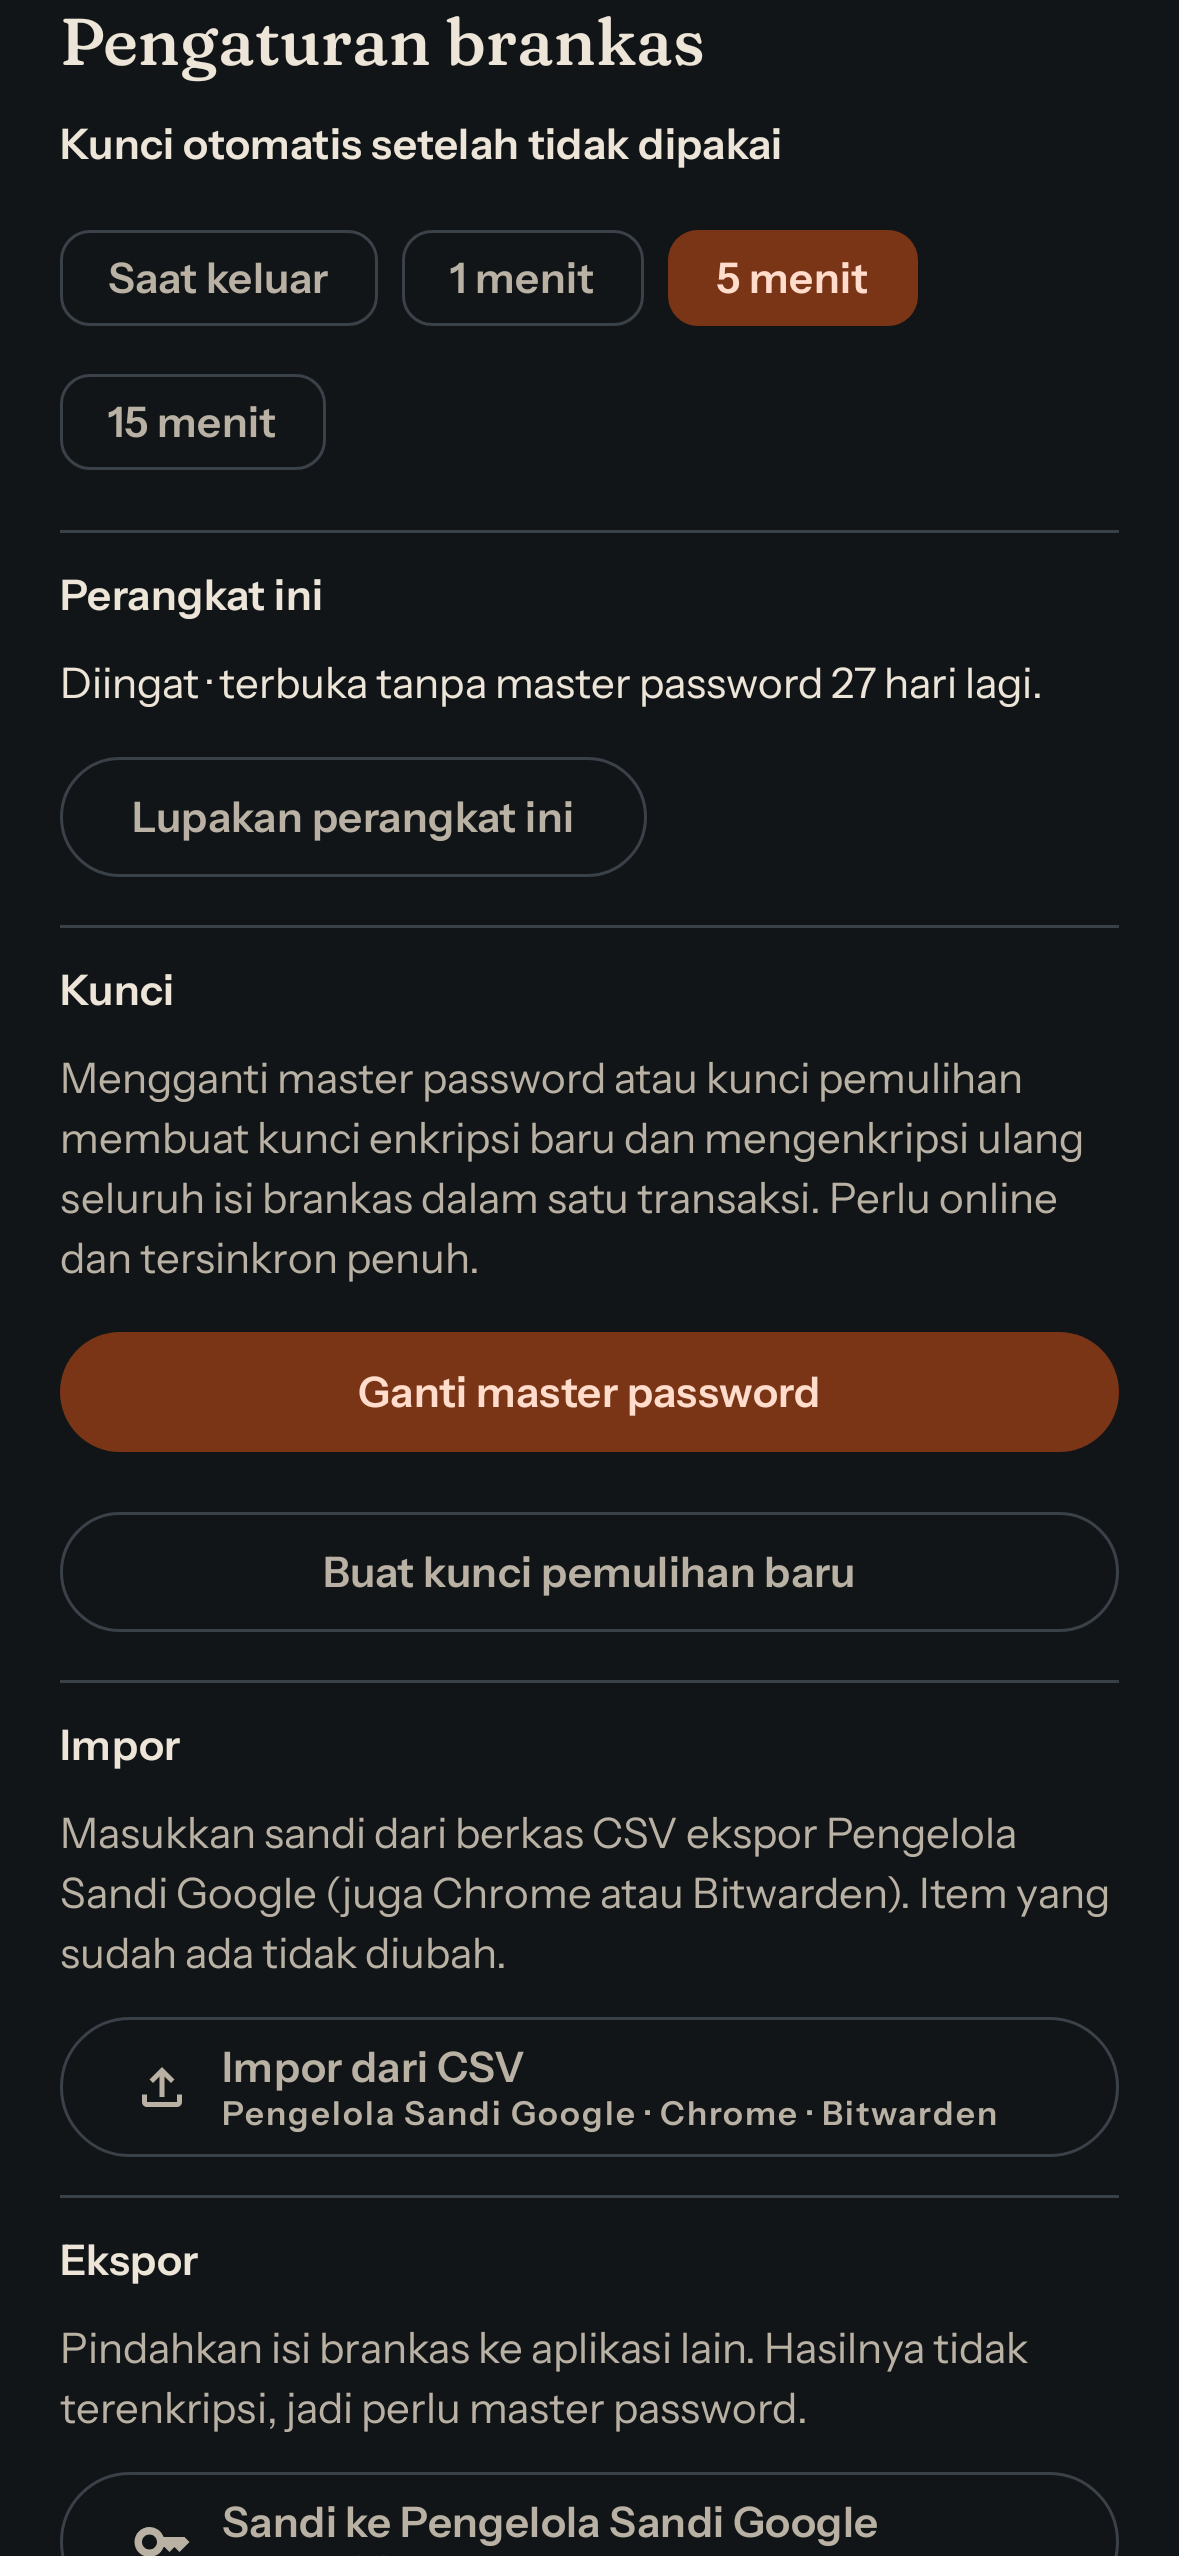 Pengaturan brankas
Kunci otomatis setelah tidak dipakai
Saat keluar
1 menit
5 menit
15 menit
Perangkat ini
Diingat · terbuka tanpa master password 27 hari lagi.
Lupakan perangkat ini
Kunci
Mengganti master password atau kunci pemulihan
membuat kunci enkripsi baru dan mengenkripsi ulang
seluruh isi brankas dalam satu transaksi. Perlu online
dan tersinkron penuh.
Ganti master password
Buat kunci pemulihan baru
Impor
Masukkan sandi dari berkas CSV ekspor Pengelola
Sandi Google (juga Chrome atau Bitwarden). Item yang
sudah ada tidak diubah.
Impor dari CSV
Pengelola Sandi Google · Chrome · Bitwarden
Ekspor
Pindahkan isi brankas ke aplikasi lain. Hasilnya tidak
terenkripsi, jadi perlu master password.
Sandi ke Pengelola Sandi Google